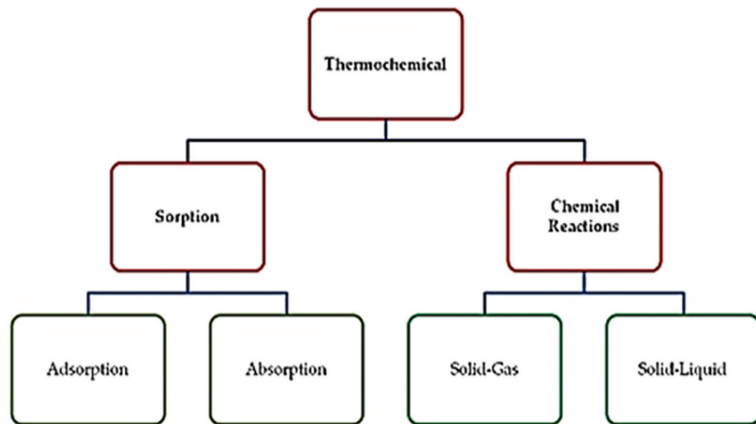 Thermochemical
Sorption
Chemical
Reactions
Adsorption
Absorption
Solid-Gas
Solid-Liquid